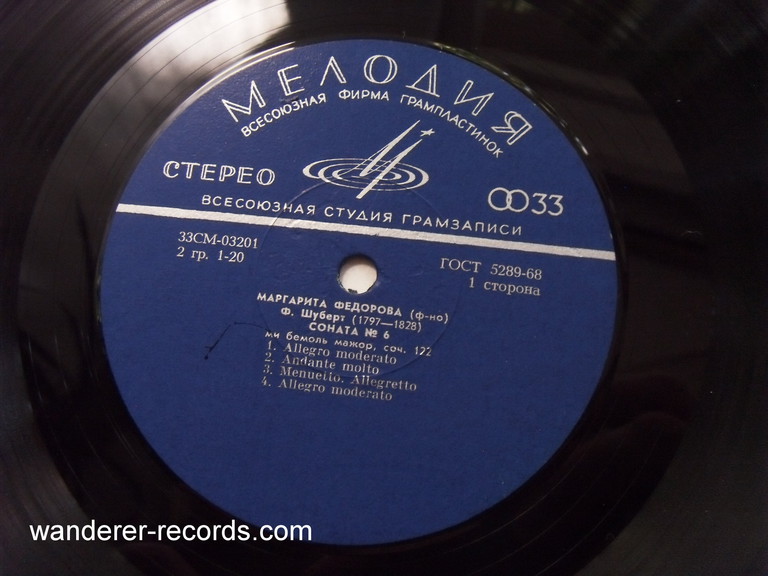 МЕЛОДИЯ
ВСЕСОЮЗНАЯ ФИРМА ГРАМПЛАСТИНОК
СТЕРЕО
33
ВСЕСОЮЗНАЯ СТУДИЯ ГРАМЗАПИСИ
33СМ-03201
2 гр. 1-20
ГОСТ 5289-68
1 сторона
МАРГАРИТА ФЕДОРОВА (ф-но)
Ф. Шуберт (1797—1828)
СОНАТА № 6
ми бемоль мажор, соч. 122
1. Allegro moderato
2. Andante molto
3. Menuetto. Allegretto
4. Allegro moderato
wanderer-records.com